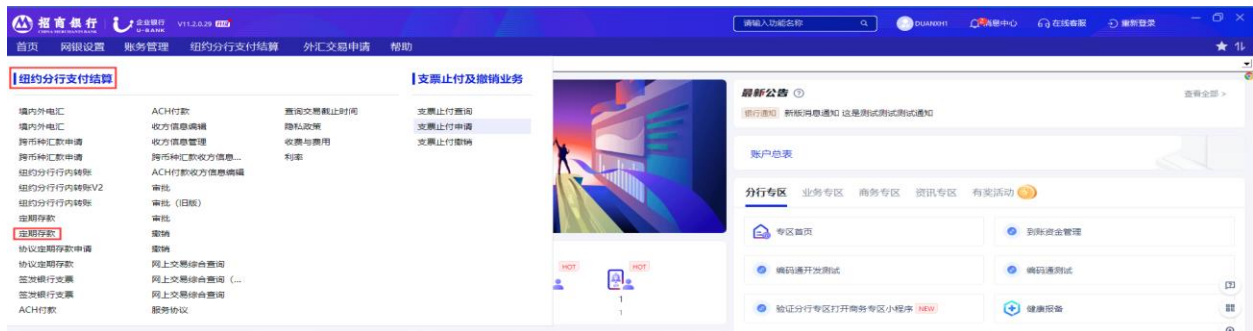 招商银行
CHINA MERCHANTS BANK
企业银行
U-BANK
V11.2.0.29
请输入功能名称
DUANXH1
消息中心
在线客服
重新登录
首页 网银设置 账务管理 纽约分行支付结算 外汇交易申请 帮助
纽约分行支付结算
境内外电汇
境内外电汇
跨币种汇款申请
跨币种汇款申请
纽约分行行内转账
纽约分行行内转账V2
纽约分行行内转账
定期存款
定期存款
协议定期存款申请
协议定期存款
签发银行支票
签发银行支票
ACH付款
ACH付款
收方信息编辑
收方信息管理
跨币种汇款收方信息...
ACH付款收方信息编辑
审批
审批（旧版）
审批
撤销
撤销
网上交易综合查询
网上交易综合查询（...
网上交易综合查询
服务协议
查询交易截止时间
隐私政策
收费与费用
利率
支票止付及撤销业务
支票止付查询
支票止付申请
支票止付撤销
HOT
HOT
1
1
最新公告
查看全部 >
银行通知 新版消息通知 这是测试测试测试通知
账户总表
分行专区 业务专区 商务专区 资讯专区 有奖活动
专区首页
到账资金管理
编码通开发测试
编码通测试
验证分行专区打开商务专区小程序 NEW
健康报备